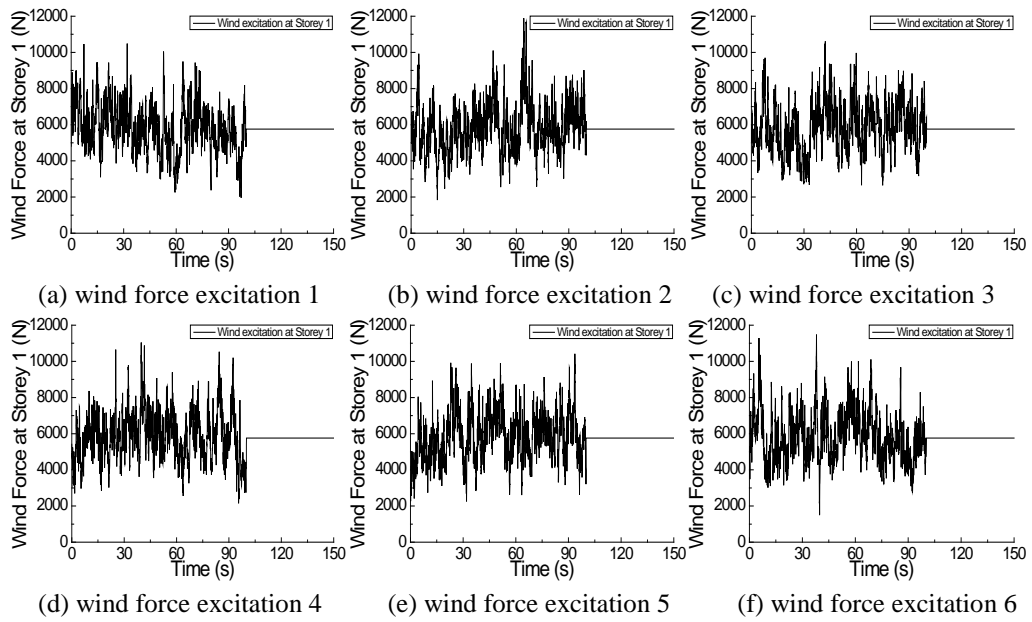 Wind Force at Storey 1 (N)
12000
10000
8000
6000
4000
2000
0
Wind excitation at Storey 1
0 30 60 90 120 150
Time (s)
(a) wind force excitation 1
Wind Force at Storey 1 (N)
12000
10000
8000
6000
4000
2000
0
Wind excitation at Storey 1
0 30 60 90 120 150
Time (s)
(b) wind force excitation 2
Wind Force at Storey 1 (N)
12000
10000
8000
6000
4000
2000
0
Wind excitation at Storey 1
0 30 60 90 120 150
Time (s)
(c) wind force excitation 3
Wind Force at Storey 1 (N)
12000
10000
8000
6000
4000
2000
0
Wind excitation at Storey 1
0 30 60 90 120 150
Time (s)
(d) wind force excitation 4
Wind Force at Storey 1 (N)
12000
10000
8000
6000
4000
2000
0
Wind excitation at Storey 1
0 30 60 90 120 150
Time (s)
(e) wind force excitation 5
Wind Force at Storey 1 (N)
12000
10000
8000
6000
4000
2000
0
Wind excitation at Storey 1
0 30 60 90 120 150
Time (s)
(f) wind force excitation 6